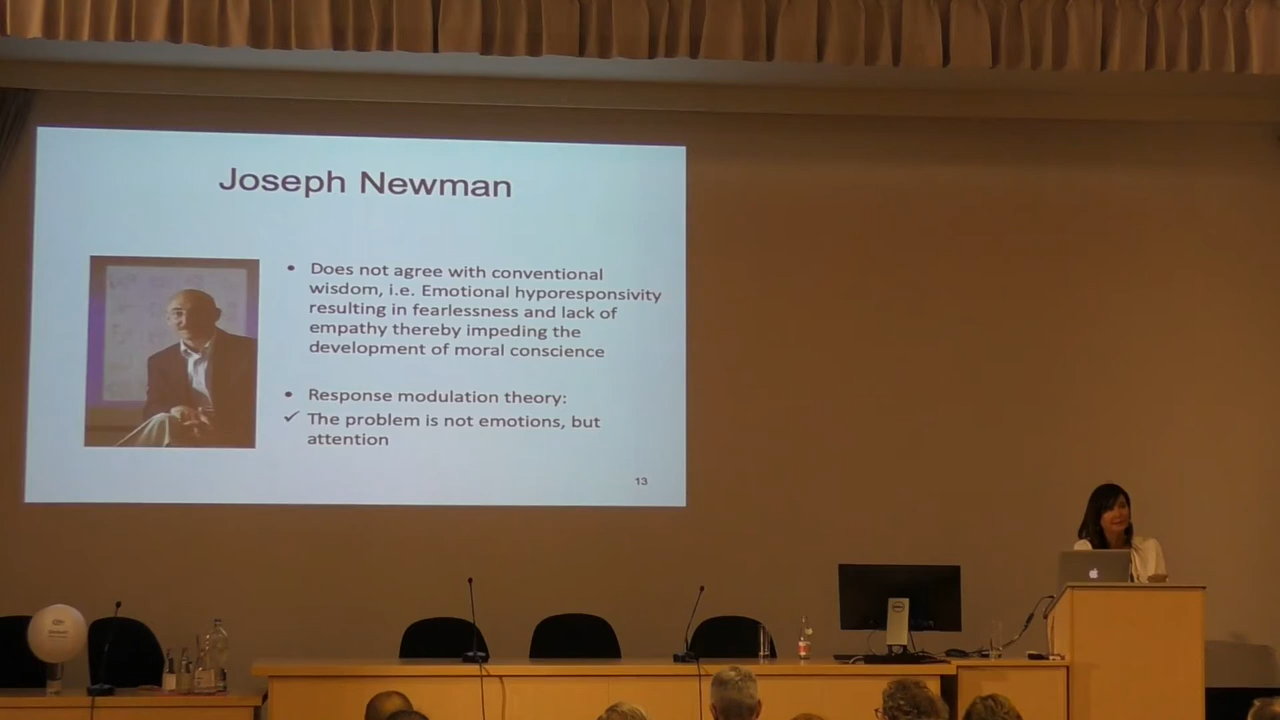 Joseph Newman
• Does not agree with conventional
wisdom, i.e. Emotional hyporesponsivity
resulting in fearlessness and lack of
empathy thereby impeding the
development of moral conscience
• Response modulation theory:
✓ The problem is not emotions, but
attention
13